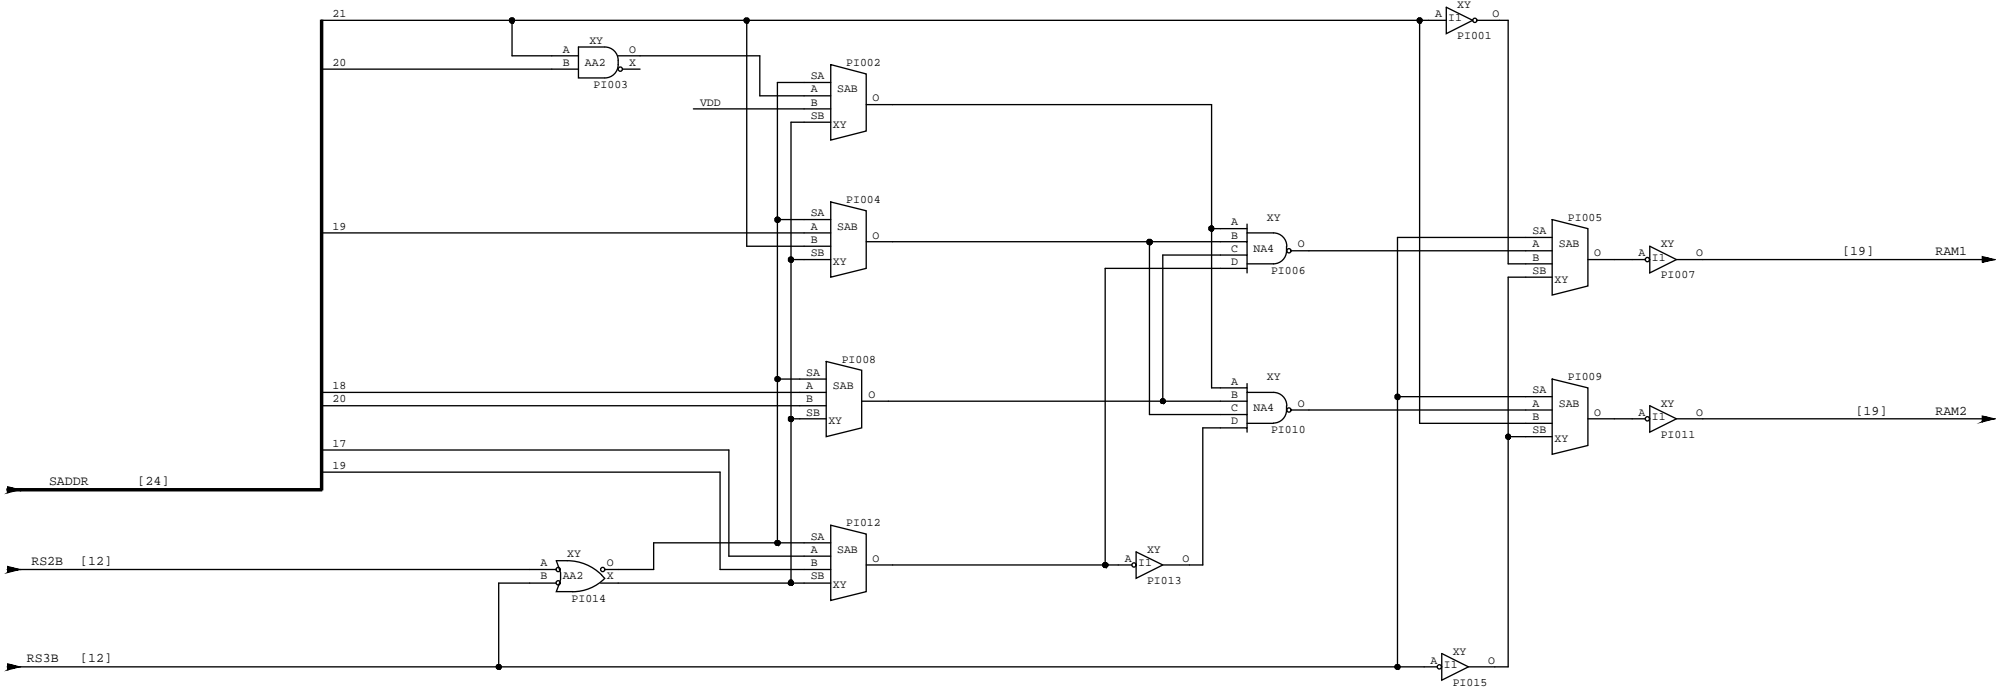 21
XY
A I1 O
PI001
XY
A AA2 O
20 B X
PI003
PI002
SA
SAB
A O
VDD B
SB
XY
PI004
SA
19 A SAB
B O
SB
XY
XY
A
B
C NA4 O
D
PI006
PI005
SA
A SAB
B O
SB
XY
XY
A I1 O [19] RAM1
PI007
PI008
SA
18 A SAB
20 B O
SB
XY
XY
A
B
C NA4 O
D
PI010
PI009
SA
A SAB
B O
SB
XY
XY
A I1 O [19] RAM2
PI011
17
19
SADDR [24]
PI012
SA
A SAB
B O
SB
XY
XY
A I1 O
PI013
XY
RS2B [12] A O
B AA2 X
PI014
RS3B [12]
XY
A I1 O
PI015